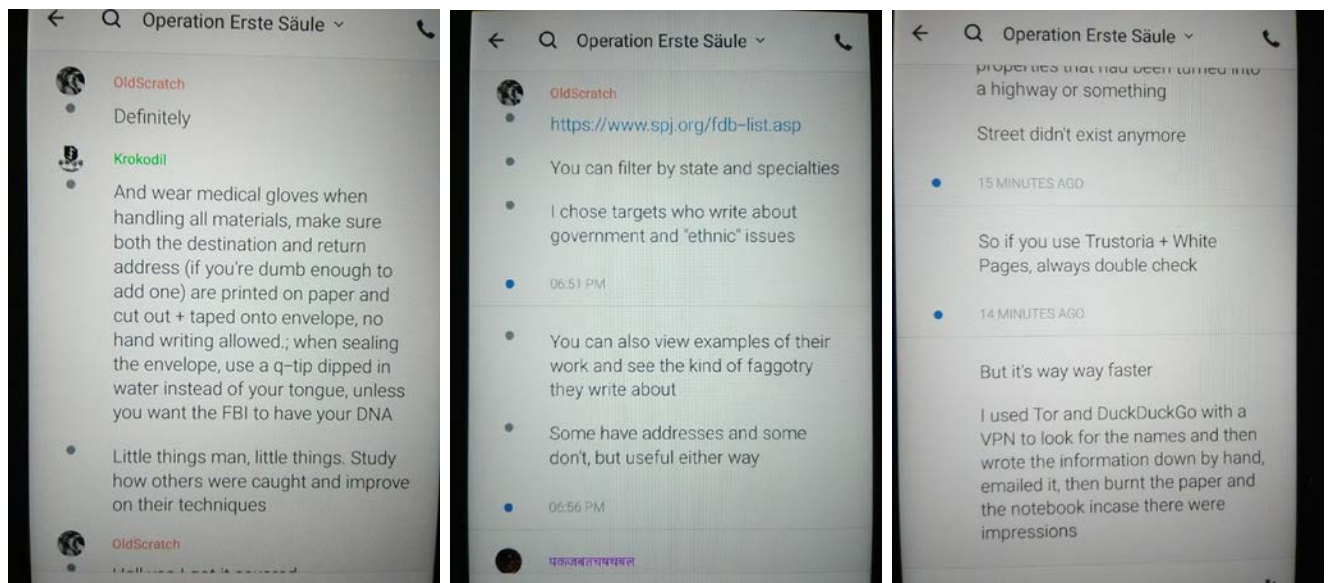 Operation Erste Säule
OldScratch
Definitely
Krokodil
And wear medical gloves when
handling all materials, make sure
both the destination and return
address (if you're dumb enough to
add one) are printed on paper and
cut out + taped onto envelope, no
hand writing allowed.; when sealing
the envelope, use a q-tip dipped in
water instead of your tongue, unless
you want the FBI to have your DNA
Little things man, little things. Study
how others were caught and improve
on their techniques
OldScratch
Operation Erste Säule
OldScratch
https://www.spj.org/fdb-list.asp
You can filter by state and specialties
I chose targets who write about
government and "ethnic" issues
06:51 PM
You can also view examples of their
work and see the kind of faggotry
they write about
Some have addresses and some
don't, but useful either way
06:56 PM
Operation Erste Säule
properties that had been turned into
a highway or something
Street didn't exist anymore
15 MINUTES AGO
So if you use Trustoria + White
Pages, always double check
14 MINUTES AGO
But it's way way faster
I used Tor and DuckDuckGo with a
VPN to look for the names and then
wrote the information down by hand,
emailed it, then burnt the paper and
the notebook incase there were
impressions